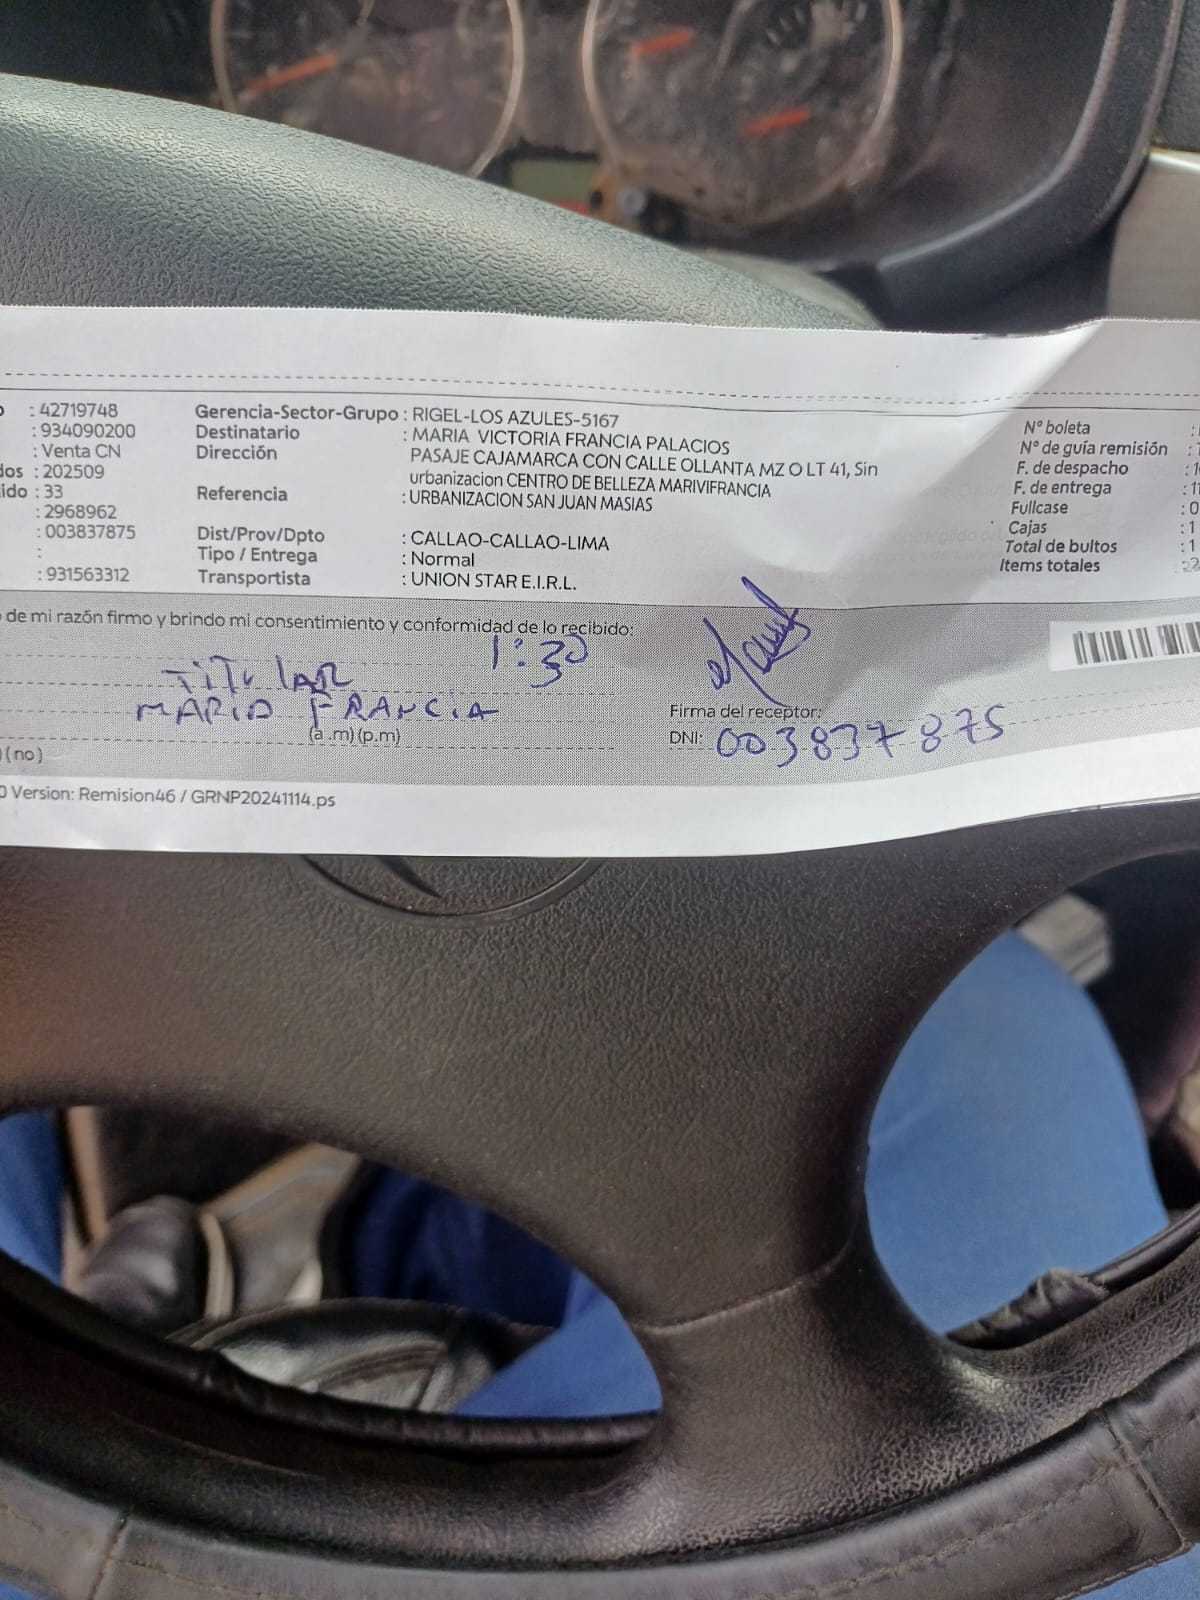 o : 42719748
: 934090200
: Venta CN
dos : 202509
ido : 33
: 2968962
: 003837875
:
: 931563312
Gerencia-Sector-Grupo : RIGEL-LOS AZULES-5167
Destinatario : MARIA VICTORIA FRANCIA PALACIOS
Dirección PASAJE CAJAMARCA CON CALLE OLLANTA MZ O LT 41, Sin
urbanizacion CENTRO DE BELLEZA MARIVIFRANCIA
Referencia : URBANIZACION SAN JUAN MASIAS
Dist/Prov/Dpto : CALLAO-CALLAO-LIMA
Tipo / Entrega : Normal
Transportista : UNION STAR E.I.R.L.
N° boleta :
N° de guía remisión :
F. de despacho :
F. de entrega : 11
Fullcase : 0
Cajas : 1
Total de bultos : 1
Items totales :
o de mi razón firmo y brindo mi consentimiento y conformidad de lo recibido:
1:30
TITULAR
MARIA FRANCIA
(a .m) (p.m)
Firma del receptor:
DNI: 003837875
) ( no )
0 Version: Remision46 / GRNP20241114.ps